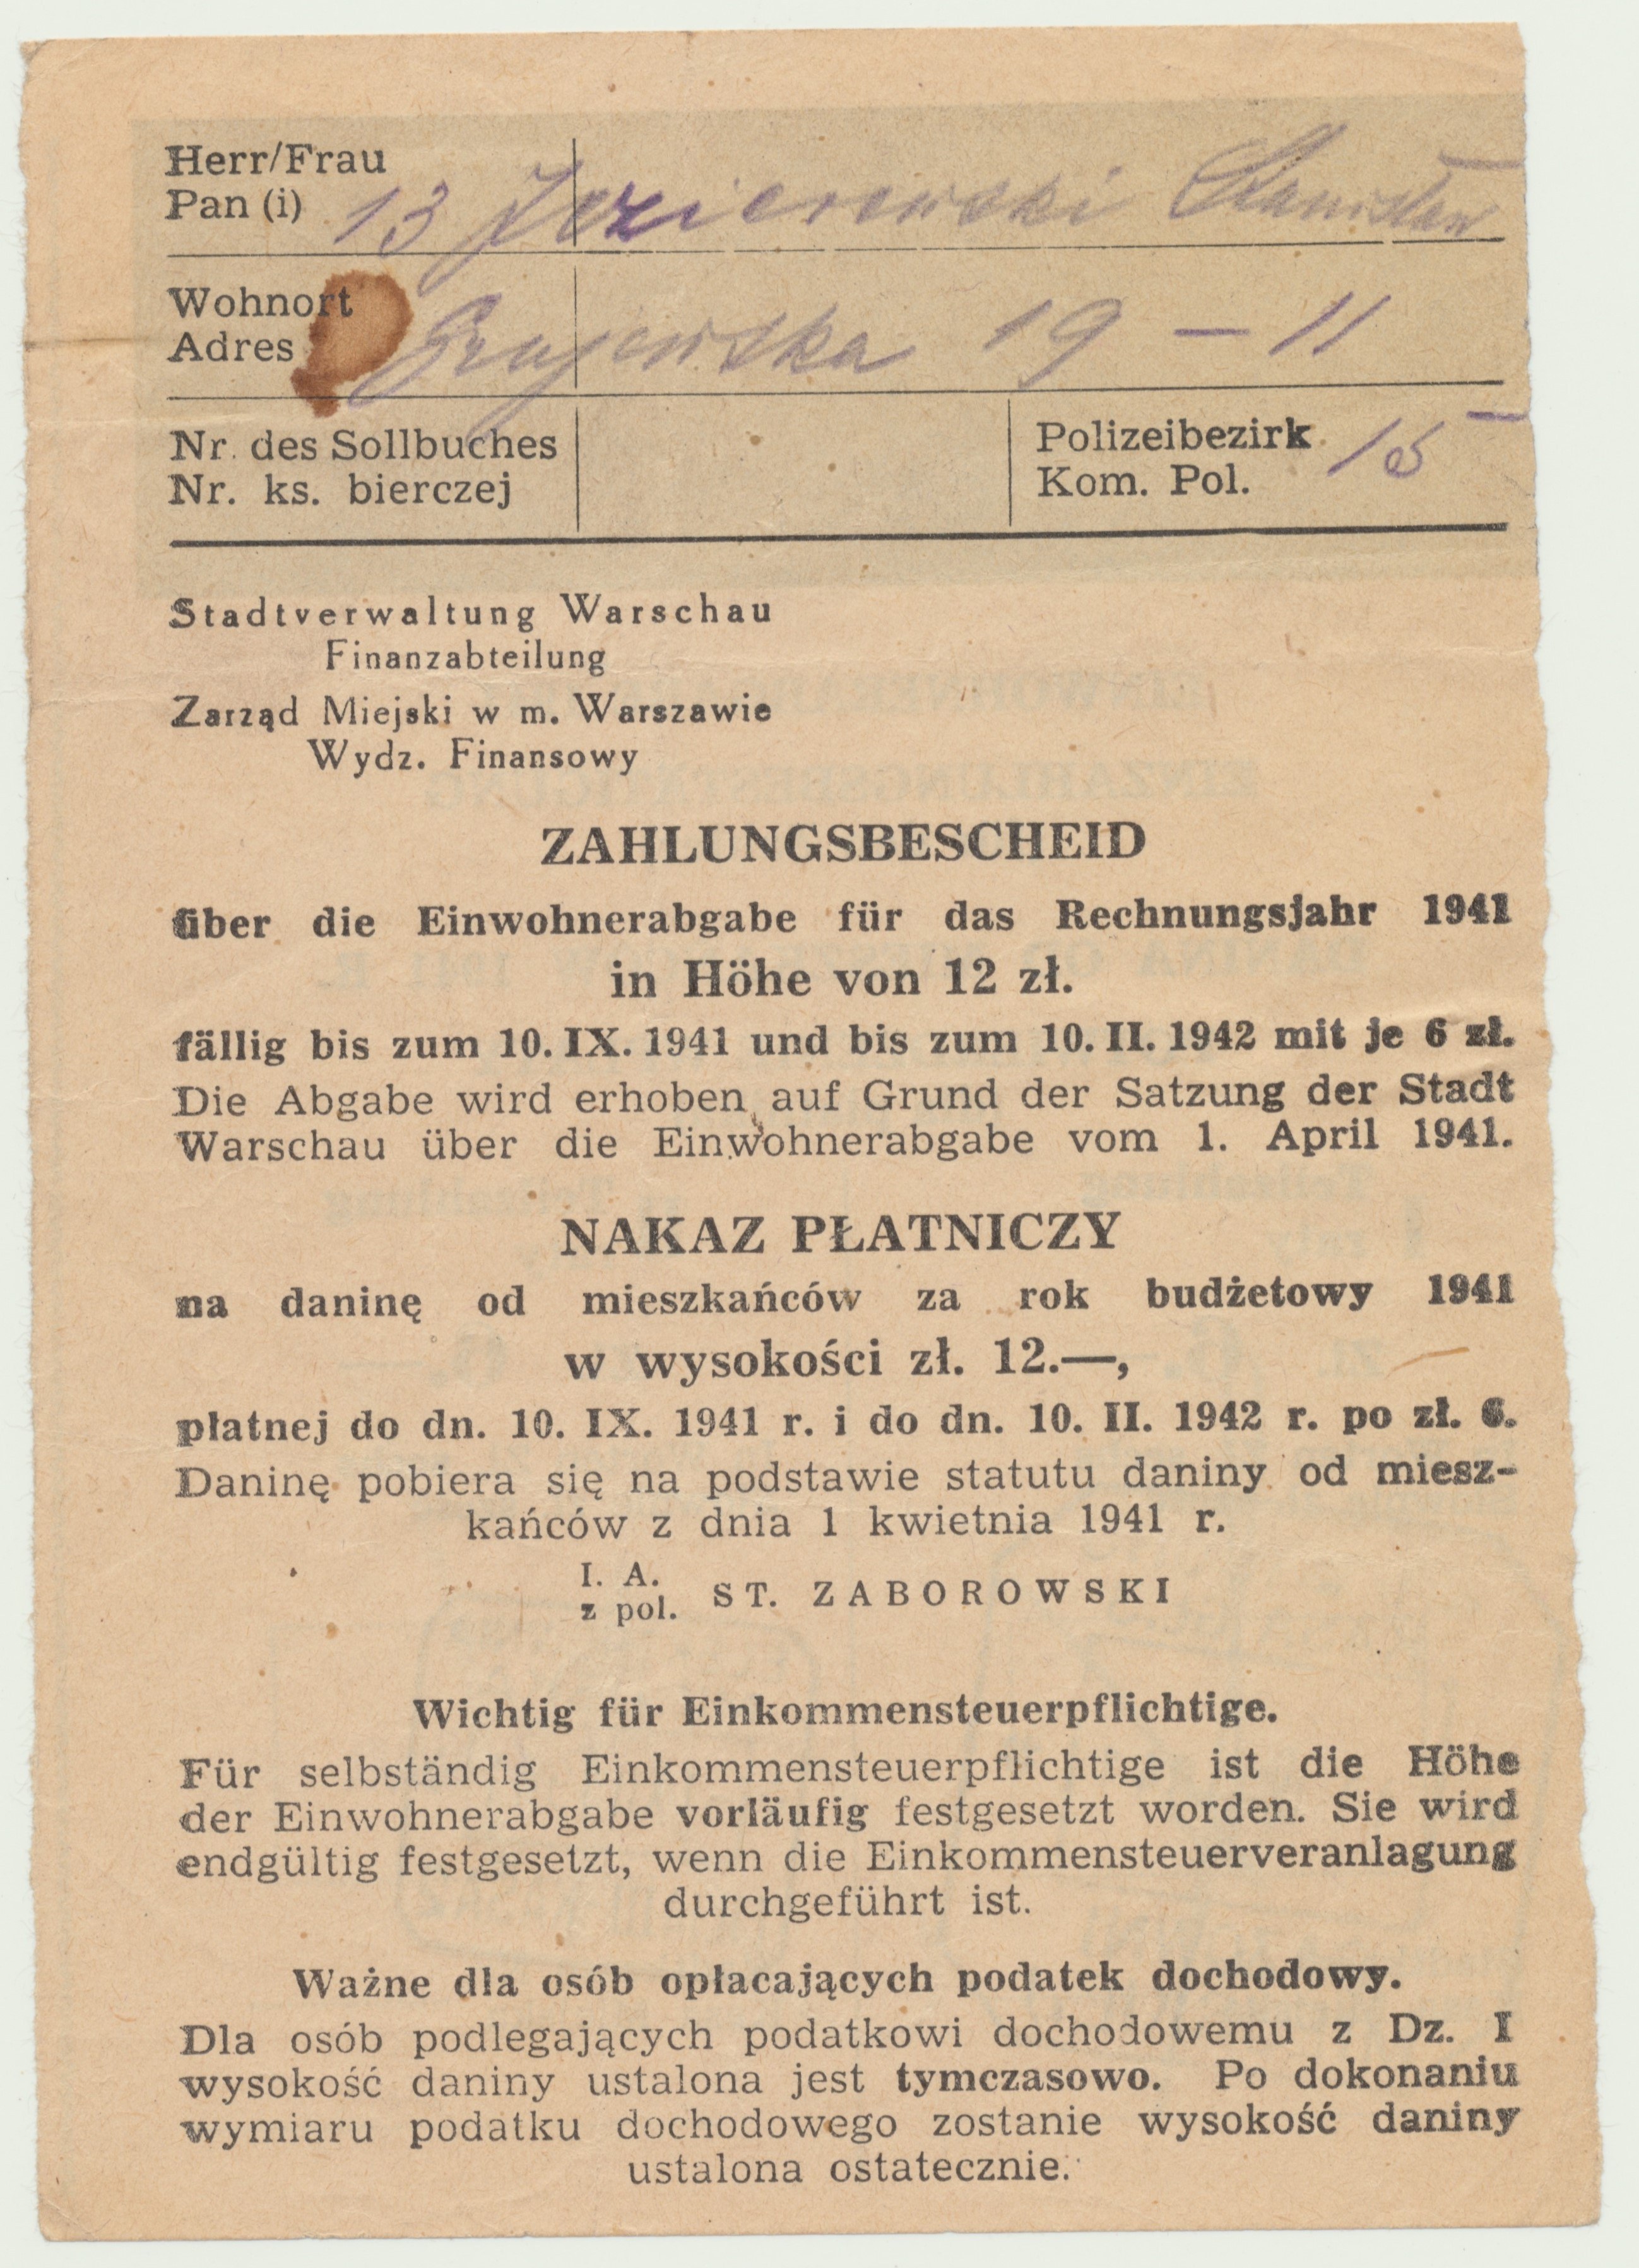 Herr/Frau
Pan (i) 13 Stanisław
Wohnort
Adres Grajewska 19 — 11
Nr. des Sollbuches
Nr. ks. bierczej
Polizeibezirk
Kom. Pol. 15
Stadtverwaltung Warschau
Finanzabteilung
Zarząd Miejski w m. Warszawie
Wydz. Finansowy
ZAHLUNGSBESCHEID
über die Einwohnerabgabe für das Rechnungsjahr 1941
in Höhe von 12 zł.
fällig bis zum 10. IX. 1941 und bis zum 10. II. 1942 mit je 6 zł.
Die Abgabe wird erhoben auf Grund der Satzung der Stadt
Warschau über die Einwohnerabgabe vom 1. April 1941.
NAKAZ PŁATNICZY
na daninę od mieszkańców za rok budżetowy 1941
w wysokości zł. 12.—,
płatnej do dn. 10. IX. 1941 r. i do dn. 10. II. 1942 r. po zł. 6.
Daninę pobiera się na podstawie statutu daniny od miesz-
kańców z dnia 1 kwietnia 1941 r.
I. A.
z pol. ST. ZABOROWSKI
Wichtig für Einkommensteuerpflichtige.
Für selbständig Einkommensteuerpflichtige ist die Höhe
der Einwohnerabgabe vorläufig festgesetzt worden. Sie wird
endgültig festgesetzt, wenn die Einkommensteuerveranlagung
durchgeführt ist.
Ważne dla osób opłacających podatek dochodowy.
Dla osób podlegających podatkowi dochodowemu z Dz. I
wysokość daniny ustalona jest tymczasowo. Po dokonaniu
wymiaru podatku dochodowego zostanie wysokość daniny
ustalona ostatecznie.